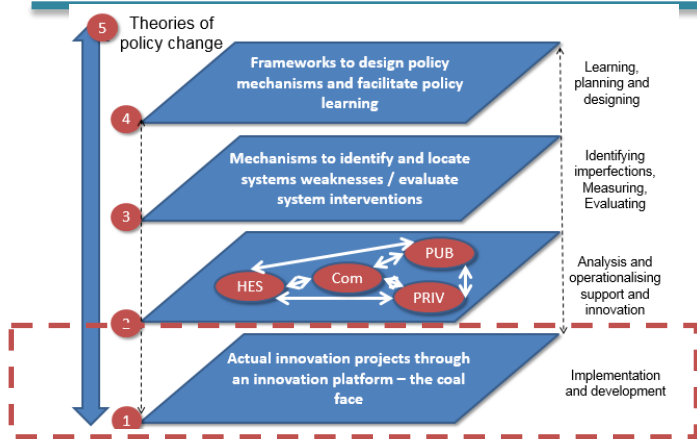 5
Theories of
policy change
Frameworks to design policy
mechanisms and facilitate policy
learning
Learning,
planning and
designing
4
Mechanisms to identify and locate
systems weaknesses / evaluate
system interventions
Identifying
imperfections,
Measuring,
Evaluating
3
PUB
HES
Com
PRIV
Analysis and
operationalising
support and
innovation
2
Actual innovation projects through
an innovation platform – the coal
face
Implementation
and development
1